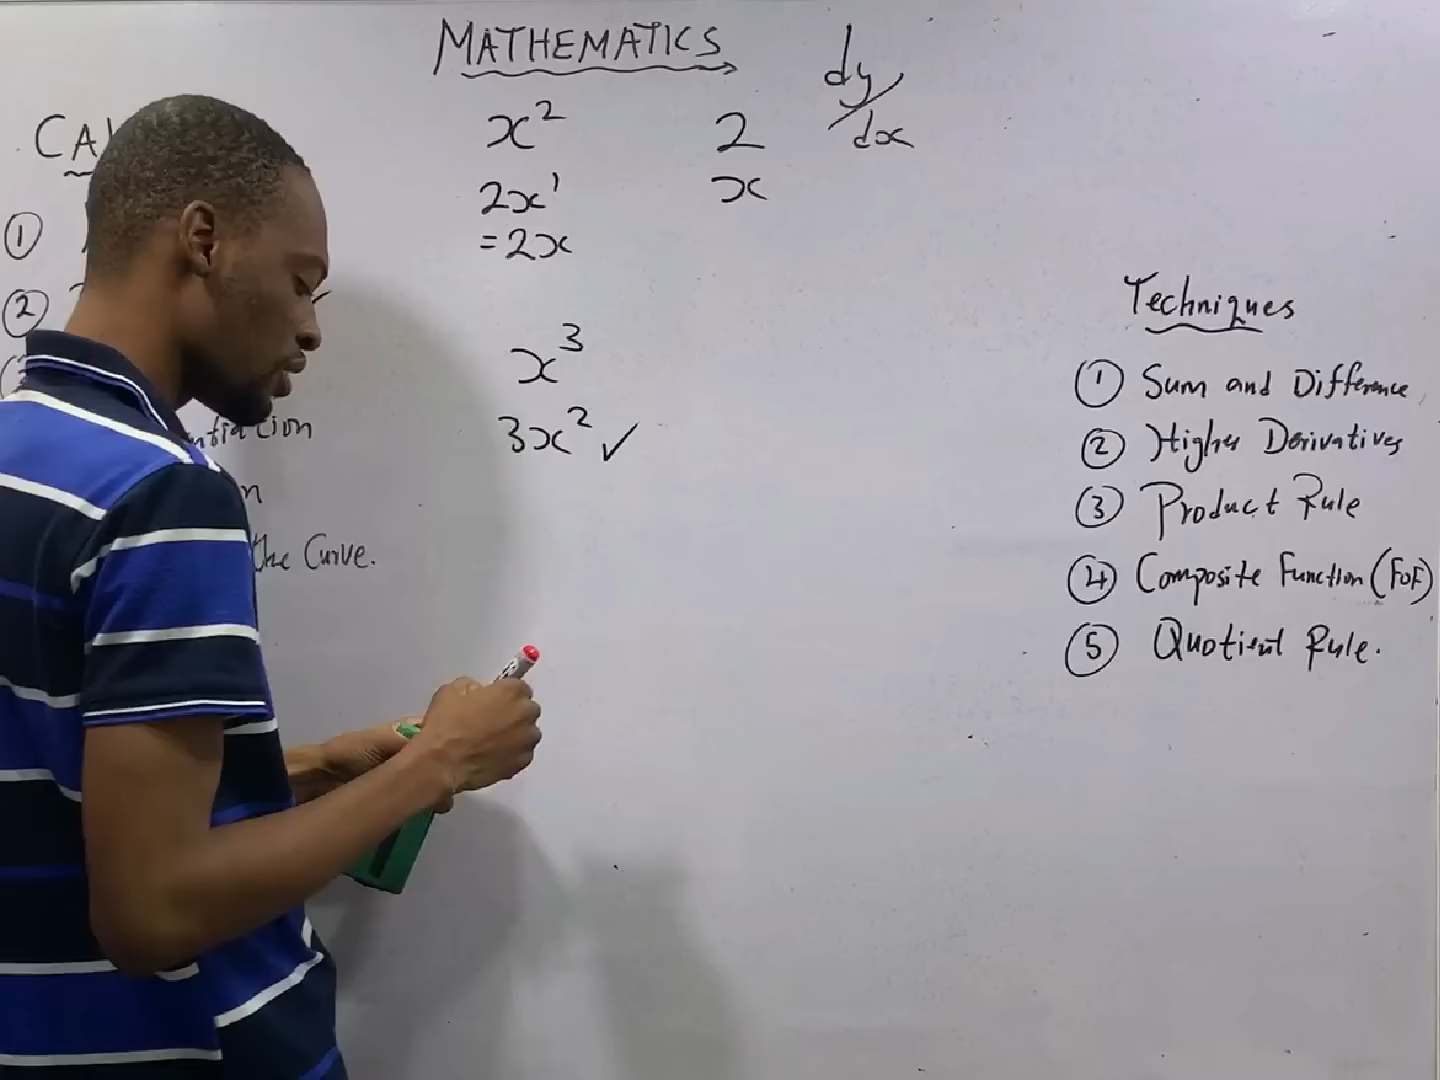 MATHEMATICS
dy/dx
CA
①
②
the Curve.
x²
2x¹
=2x
2
x
x³
3x² ✓
Techniques
① Sum and Difference
② Higher Derivatives
③ Product Rule
④ Composite Function (FOF)
⑤ Quotient Rule.